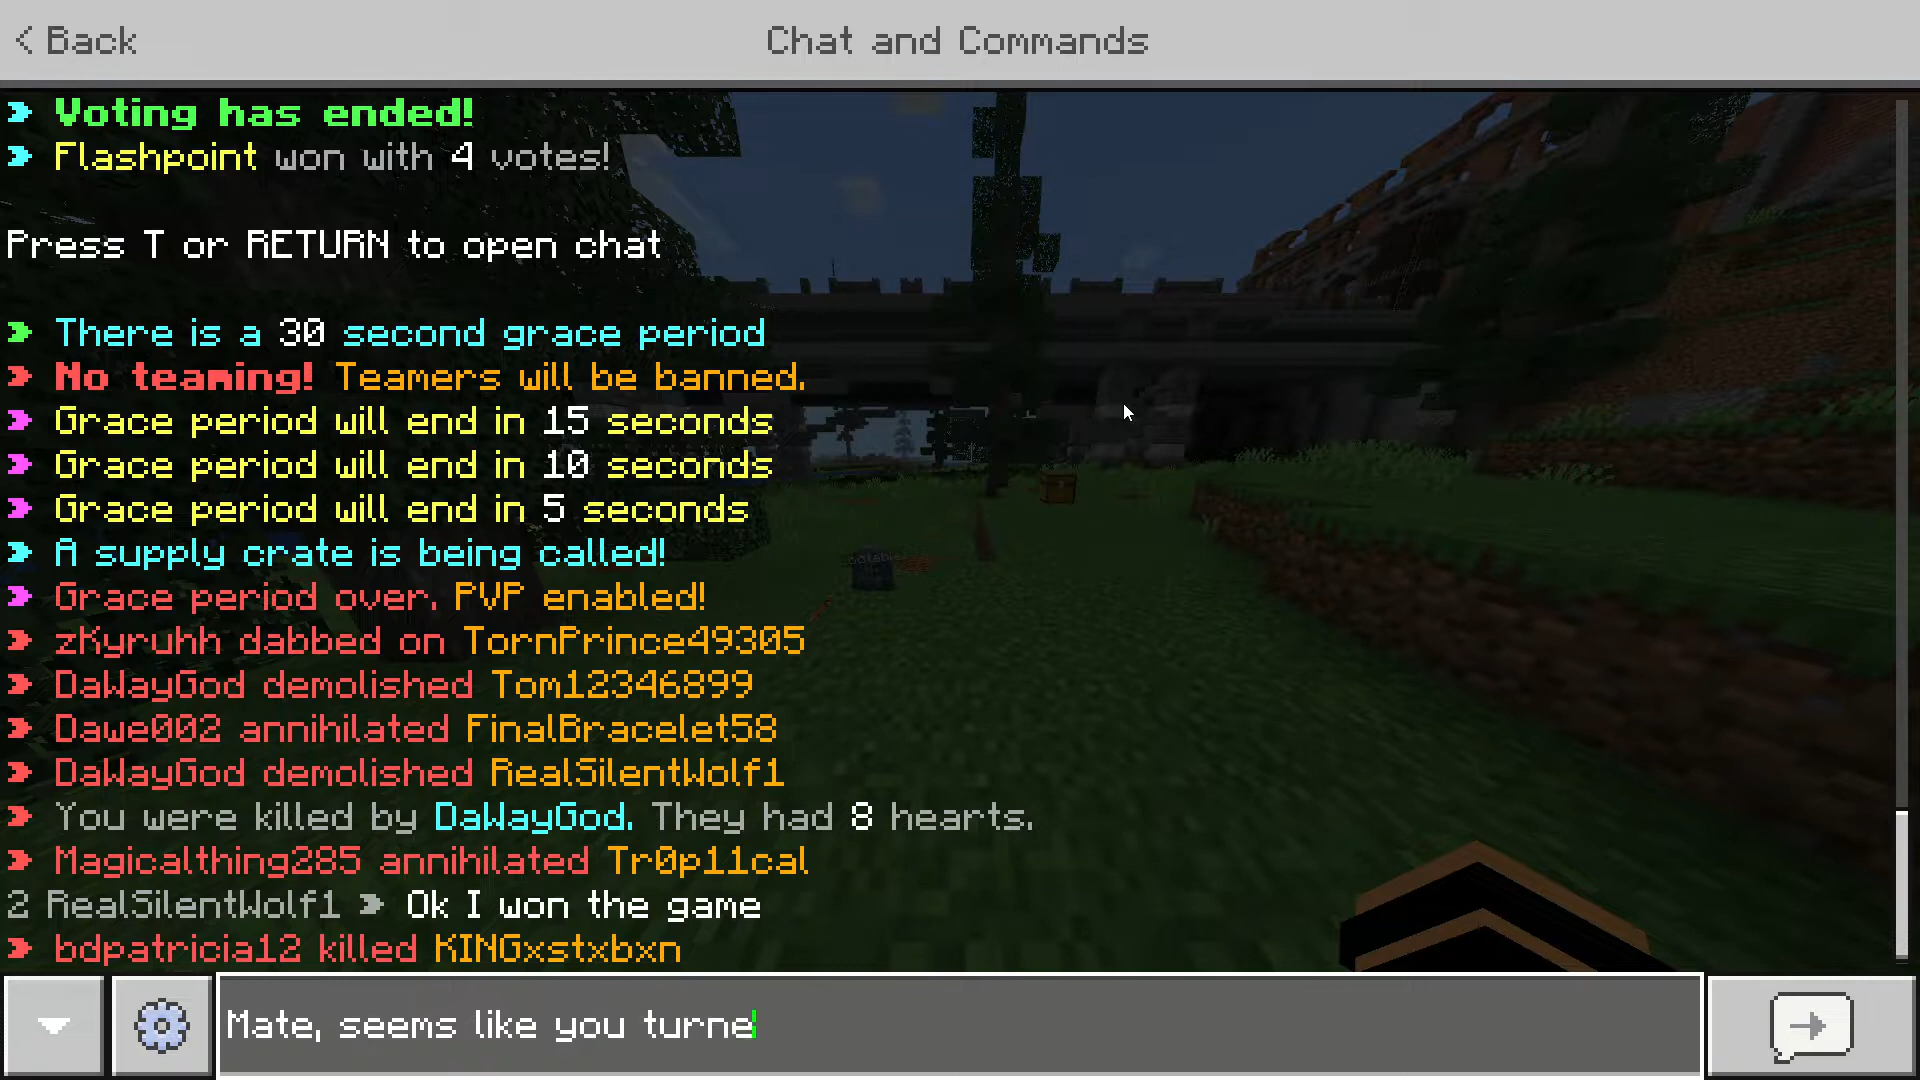 < Back
Chat and Commands
Voting has ended!
Flashpoint won with 4 votes!
Press T or RETURN to open chat
There is a 30 second grace period
No teaming! Teamers will be banned.
Grace period will end in 15 seconds
Grace period will end in 10 seconds
Grace period will end in 5 seconds
A supply crate is being called!
Grace period over. PVP enabled!
zKyruhh dabbed on TornPrince49305
DaWayGod demolished Tom12346899
Dawe002 annihilated FinalBracelet58
DaWayGod demolished RealSilentWolf1
You were killed by DaWayGod. They had 8 hearts.
Magicalthing285 annihilated Tr0p11cal
2 RealSilentWolf1 Ok I won the game
bdpatricia12 killed KINGxstxbxn
Mate, seems like you turne